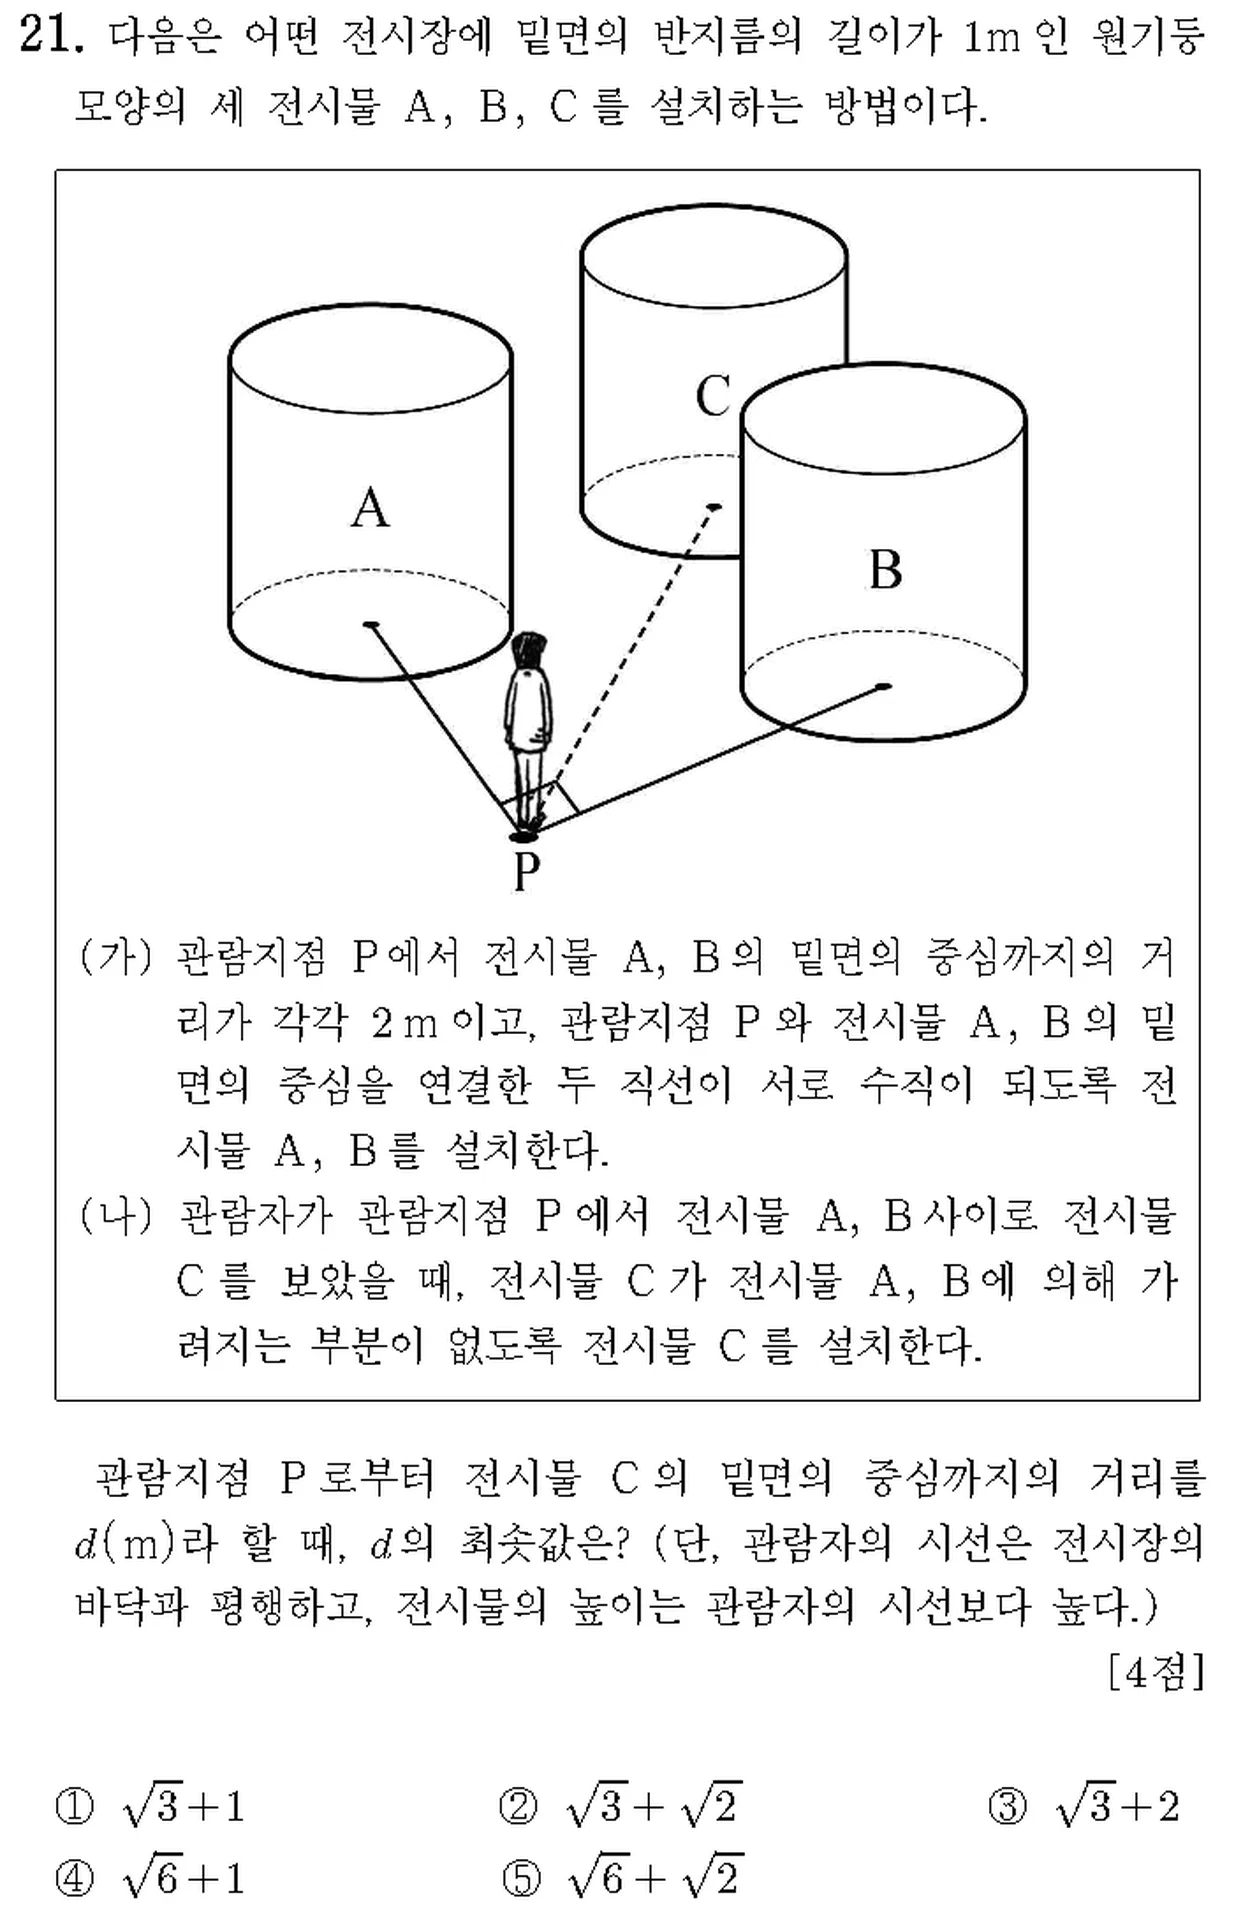 21. 다음은 어떤 전시장에 밑면의 반지름의 길이가 1m인 원기둥
모양의 세 전시물 A, B, C를 설치하는 방법이다.
C
A
B
P
(가) 관람지점 P에서 전시물 A, B의 밑면의 중심까지의 거
리가 각각 2m이고, 관람지점 P와 전시물 A, B의 밑
면의 중심을 연결한 두 직선이 서로 수직이 되도록 전
시물 A, B를 설치한다.
(나) 관람자가 관람지점 P에서 전시물 A, B사이로 전시물
C를 보았을 때, 전시물 C가 전시물 A, B에 의해 가
려지는 부분이 없도록 전시물 C를 설치한다.
관람지점 P로부터 전시물 C의 밑면의 중심까지의 거리를
d(m)라 할 때, d의 최솟값은? (단, 관람자의 시선은 전시장의
바닥과 평행하고, 전시물의 높이는 관람자의 시선보다 높다.)
[4점]
① √3+1 ② √3+√2 ③ √3+2
④ √6+1 ⑤ √6+√2